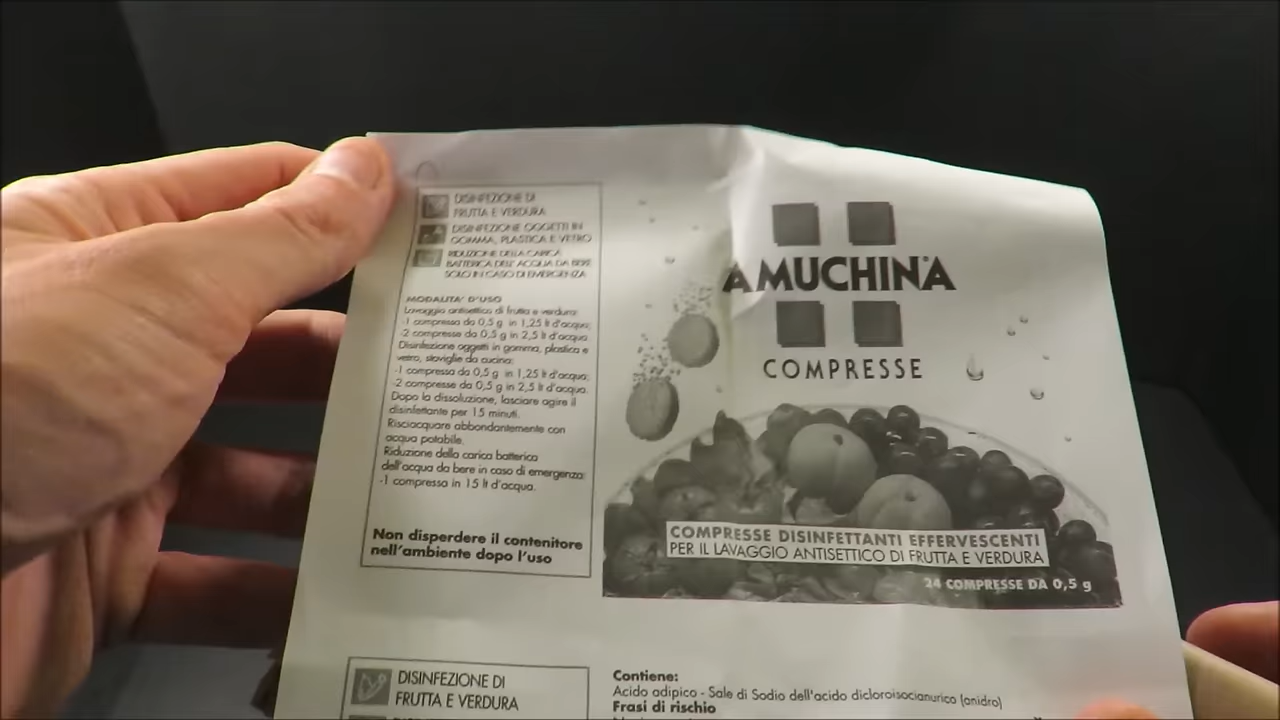 DISINFEZIONE DI
FRUTTA E VERDURA
DISINFEZIONE OGGETTI IN
GOMMA, PLASTICA E VETRO
RIDUZIONE DELLA CARICA
BATTERICA DELL'ACQUA DA BERE
SOLO IN CASO DI EMERGENZA
MODALITA' D'USO
Lavaggio antisettico di frutta e verdura:
-1 compressa da 0,5 g in 1,25 lt d'acqua;
-2 compresse da 0,5 g in 2,5 lt d'acqua.
Disinfezione oggetti in gomma, plastica e
vetro, stoviglie da cucina:
-1 compressa da 0,5 g in 1,25 lt d'acqua;
-2 compresse da 0,5 g in 2,5 lt d'acqua.
Dopo la dissoluzione, lasciare agire il
disinfettante per 15 minuti.
Risciacquare abbondantemente con
acqua potabile.
Riduzione della carica batterica
dell'acqua da bere in caso di emergenza:
-1 compressa in 15 lt d'acqua.
Non disperdere il contenitore
nell'ambiente dopo l'uso
AMUCHINA
COMPRESSE
COMPRESSE DISINFETTANTI EFFERVESCENTI
PER IL LAVAGGIO ANTISETTICO DI FRUTTA E VERDURA
24 COMPRESSE DA 0,5 g
DISINFEZIONE DI
FRUTTA E VERDURA
Contiene:
Acido adipico - Sale di Sodio dell'acido dicloroisocianurico (anidro)
Frasi di rischio